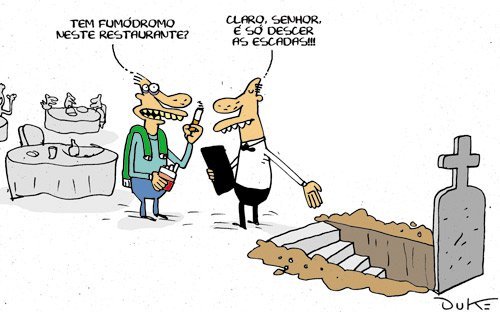 TEM FUMÓDROMO
NESTE RESTAURANTE?
CLARO, SENHOR,
É SÓ DESCER
AS ESCADAS!!!
DUKE